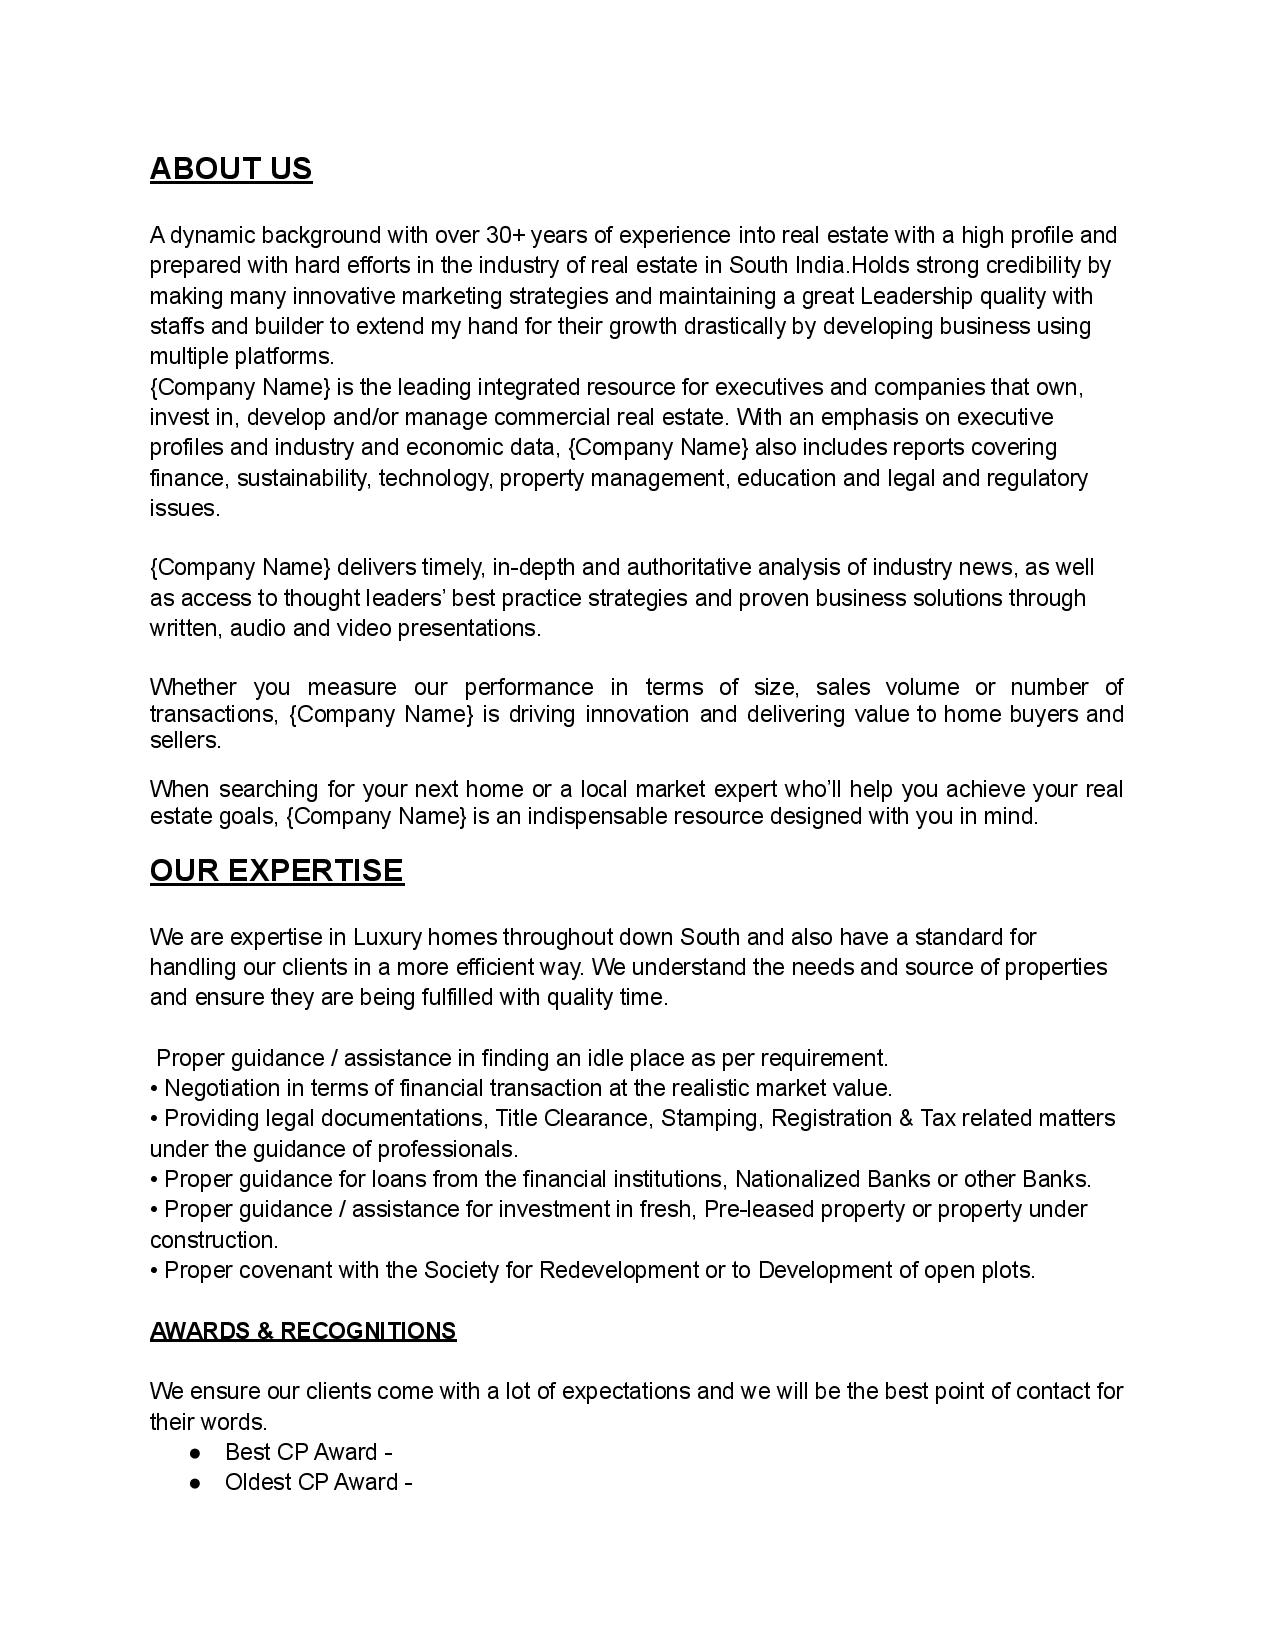 ABOUT US
A dynamic background with over 30+ years of experience into real estate with a high profile and
prepared with hard efforts in the industry of real estate in South India.Holds strong credibility by
making many innovative marketing strategies and maintaining a great Leadership quality with
staffs and builder to extend my hand for their growth drastically by developing business using
multiple platforms.
{Company Name} is the leading integrated resource for executives and companies that own,
invest in, develop and/or manage commercial real estate. With an emphasis on executive
profiles and industry and economic data, {Company Name} also includes reports covering
finance, sustainability, technology, property management, education and legal and regulatory
issues.
{Company Name} delivers timely, in-depth and authoritative analysis of industry news, as well
as access to thought leaders’ best practice strategies and proven business solutions through
written, audio and video presentations.
Whether you measure our performance in terms of size, sales volume or number of
transactions, {Company Name} is driving innovation and delivering value to home buyers and
sellers.
When searching for your next home or a local market expert who’ll help you achieve your real
estate goals, {Company Name} is an indispensable resource designed with you in mind.
OUR EXPERTISE
We are expertise in Luxury homes throughout down South and also have a standard for
handling our clients in a more efficient way. We understand the needs and source of properties
and ensure they are being fulfilled with quality time.
Proper guidance / assistance in finding an idle place as per requirement.
• Negotiation in terms of financial transaction at the realistic market value.
• Providing legal documentations, Title Clearance, Stamping, Registration & Tax related matters
under the guidance of professionals.
• Proper guidance for loans from the financial institutions, Nationalized Banks or other Banks.
• Proper guidance / assistance for investment in fresh, Pre-leased property or property under
construction.
• Proper covenant with the Society for Redevelopment or to Development of open plots.
AWARDS & RECOGNITIONS
We ensure our clients come with a lot of expectations and we will be the best point of contact for
their words.
● Best CP Award -
● Oldest CP Award -